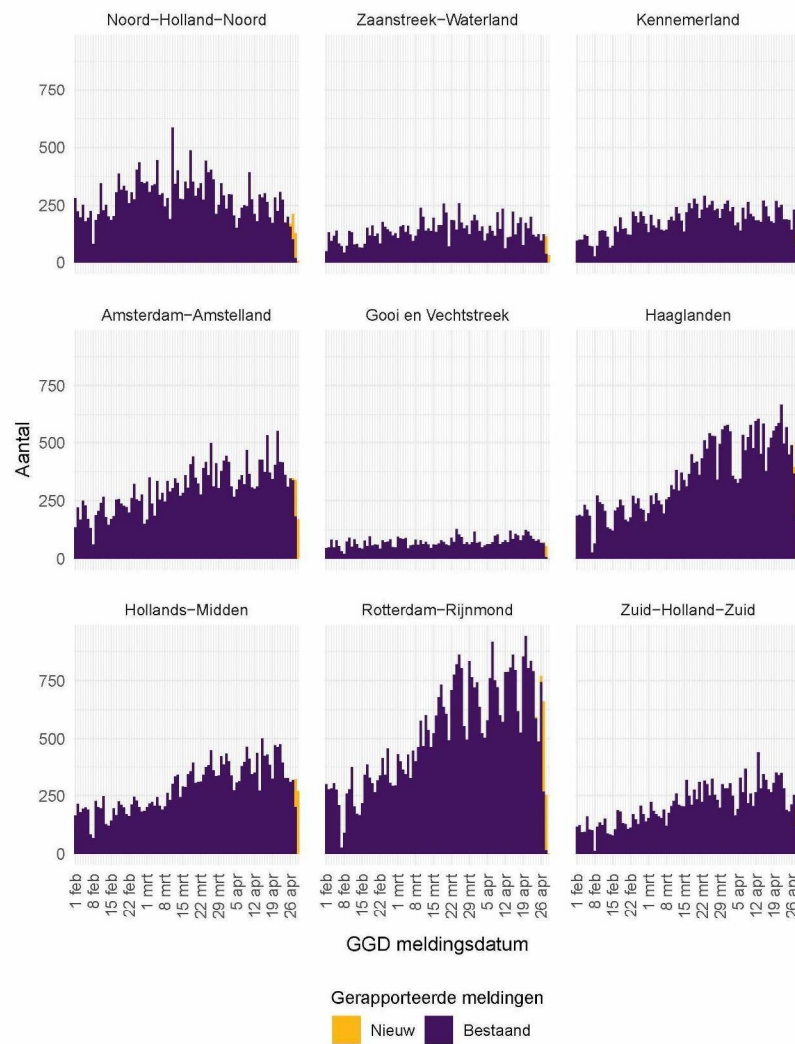 Noord-Holland-Noord Zaanstreek-Waterland Kennemerland
750
500
250
0
Amsterdam-Amstelland Gooi en Vechtstreek Haaglanden
750
500
250
0
Hollands-Midden Rotterdam-Rijnmond Zuid-Holland-Zuid
750
500
250
0
Aantal
1 feb 8 feb 15 feb 22 feb 1 mrt 8 mrt 15 mrt 22 mrt 29 mrt 5 apr 12 apr 19 apr 26 apr 1 feb 8 feb 15 feb 22 feb 1 mrt 8 mrt 15 mrt 22 mrt 29 mrt 5 apr 12 apr 19 apr 26 apr 1 feb 8 feb 15 feb 22 feb 1 mrt 8 mrt 15 mrt 22 mrt 29 mrt 5 apr 12 apr 19 apr 26 apr
GGD meldingsdatum
Gerapporteerde meldingen
Nieuw Bestaand